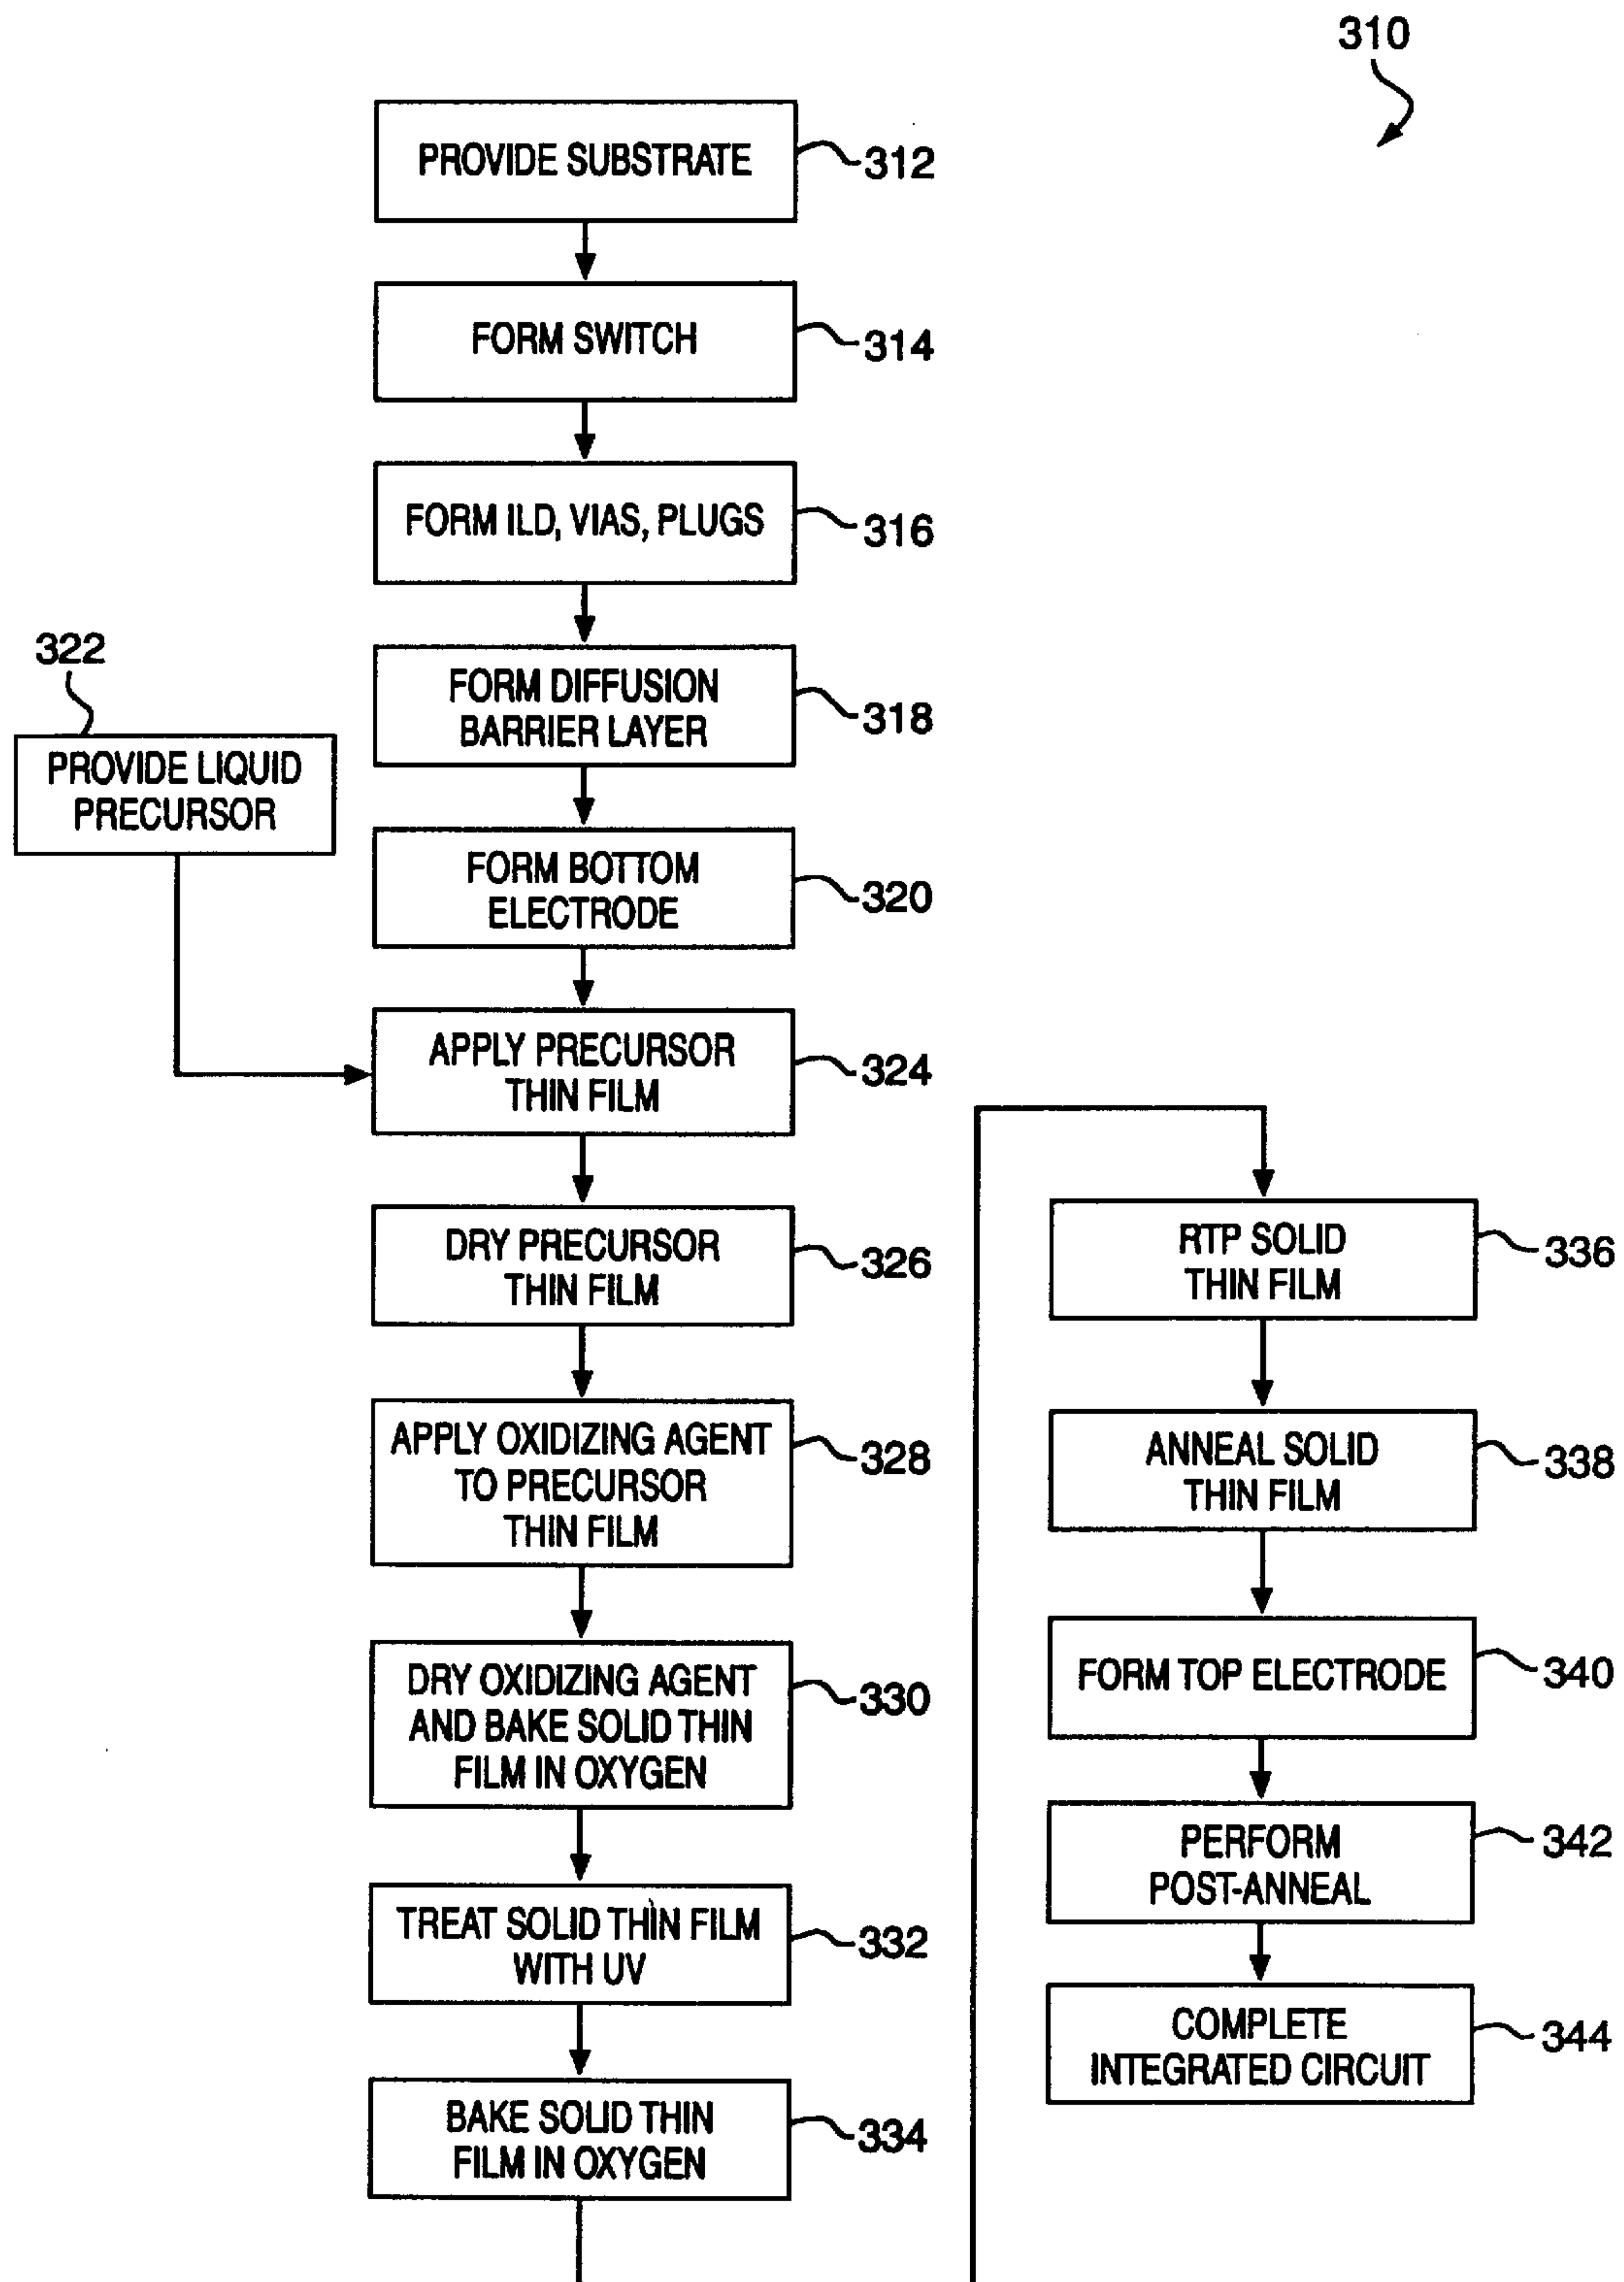 310
PROVIDE SUBSTRATE
312
FORM SWITCH
314
FORM ILD, VIAS, PLUGS
316
FORM DIFFUSION
BARRIER LAYER
318
322
PROVIDE LIQUID
PRECURSOR
FORM BOTTOM
ELECTRODE
320
APPLY PRECURSOR
THIN FILM
324
DRY PRECURSOR
THIN FILM
326
APPLY OXIDIZING AGENT
TO PRECURSOR
THIN FILM
328
DRY OXIDIZING AGENT
AND BAKE SOLID THIN
FILM IN OXYGEN
330
TREAT SOLID THIN FILM
WITH UV
332
BAKE SOLID THIN
FILM IN OXYGEN
334
RTP SOLID
THIN FILM
336
ANNEAL SOLID
THIN FILM
338
FORM TOP ELECTRODE
340
PERFORM
POST-ANNEAL
342
COMPLETE
INTEGRATED CIRCUIT
344